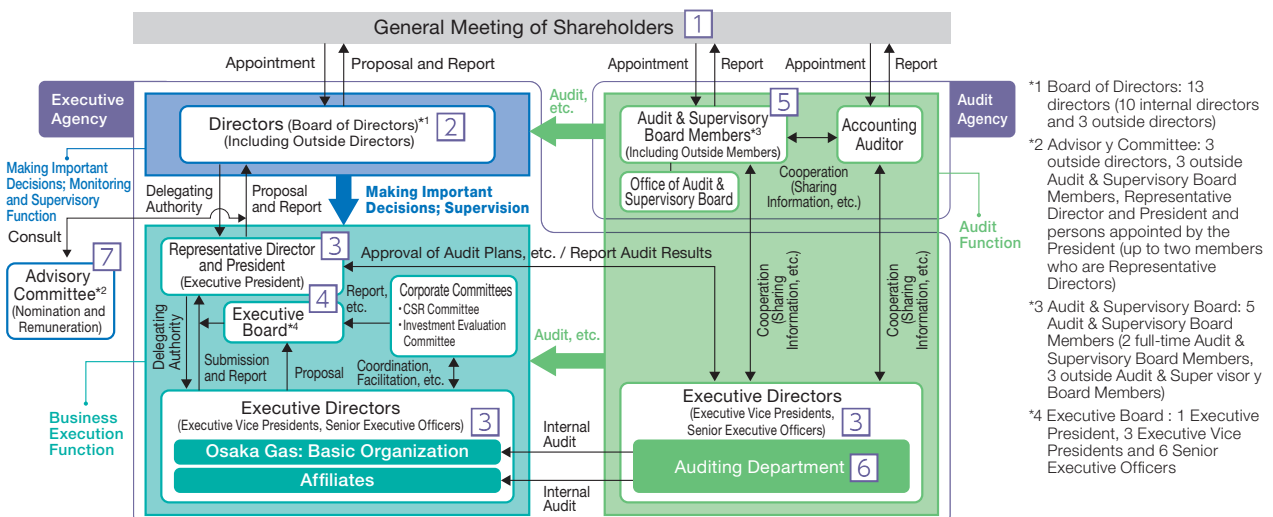 General Meeting of Shareholders 1
Appointment
Proposal and Report
Appointment
Report
Appointment
Report
Executive
Agency
Directors (Board of Directors)*1
(Including Outside Directors)
2
Audit,
etc.
5
Audit & Supervisory
Board Members*3
(Including Outside Members)
Office of Audit &
Supervisory Board
Accounting
Auditor
Cooperation
(Sharing
Information, etc.)
Audit
Agency
Making Important
Decisions; Monitoring
and Supervisory
Function
Delegating
Authority
Proposal
and Report
Making Important
Decisions; Supervision
Audit
Function
Consult
7
Advisory
Committee*2
(Nomination and
Remuneration)
Representative Director
and President
(Executive President)
3
Approval of Audit Plans, etc. / Report Audit Results
4
Executive
Board*4
Report,
etc.
Corporate Committees
・CSR Committee
・Investment Evaluation
Committee
Cooperation
(Sharing
Information, etc.)
Cooperation
(Sharing
Information, etc.)
Delegating
Authority
Submission
and Report
Proposal
Coordination,
Facilitation, etc.
Audit, etc.
Business
Execution
Function
Executive Directors
(Executive Vice Presidents, Senior Executive Officers)
3
Osaka Gas: Basic Organization
Affiliates
Internal
Audit
Internal
Audit
Executive Directors
(Executive Vice Presidents,
Senior Executive Officers)
3
Auditing Department 6
*1 Board of Directors: 13
directors (10 internal directors
and 3 outside directors)
*2 Advisor y Committee: 3
outside directors, 3 outside
Audit & Supervisory Board
Members, Representative
Director and President and
persons appointed by the
President (up to two members
who are Representative
Directors)
*3 Audit & Supervisory Board: 5
Audit & Supervisory Board
Members (2 full-time Audit &
Supervisory Board Members,
3 outside Audit & Super visor y
Board Members)
*4 Executive Board : 1 Executive
President, 3 Executive Vice
Presidents and 6 Senior
Executive Officers